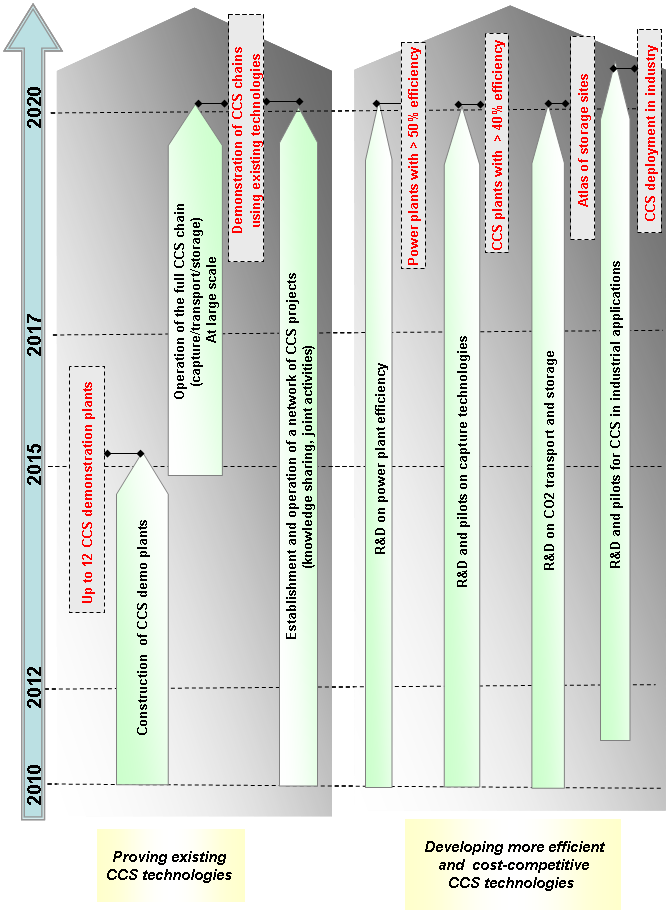 2020
2017
2015
2012
2010
Up to 12 CCS demonstration plants
Construction  of CCS demo plants
Operation of the full CCS chain
(capture/transport/storage)
At large scale
Demonstration of CCS chains
using existing technologies
Establishment and operation of a network of CCS projects
(knowledge sharing, joint activities)
R&D on power plant efficiency
Power plants with > 50% efficiency
R&D and pilots on capture technologies
CCS plants with  > 40% efficiency
R&D on CO2 transport and storage
Atlas of storage sites
R&D and pilots for CCS in industrial applications
CCS deployment in industry
Proving existing
CCS technologies
Developing more efficient
and  cost-competitive
CCS technologies